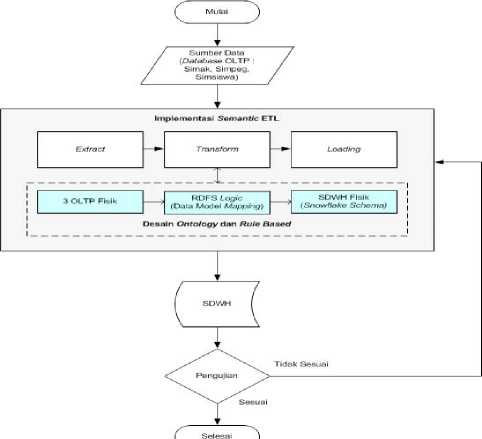 Mulai
Sumber Data
(Database OLTP :
Simak, Simpeg,
Simsiswa)
Implementasi Semantic ETL
Extract
Transform
Loading
3 OLTP Fisik
RDFS Logic
(Data Model Mapping)
SDWH Fisik
(Snowflake Schema)
Desain Ontology dan Rule Based
SDWH
Pengujian
Tidak Sesuai
Sesuai
Selesai